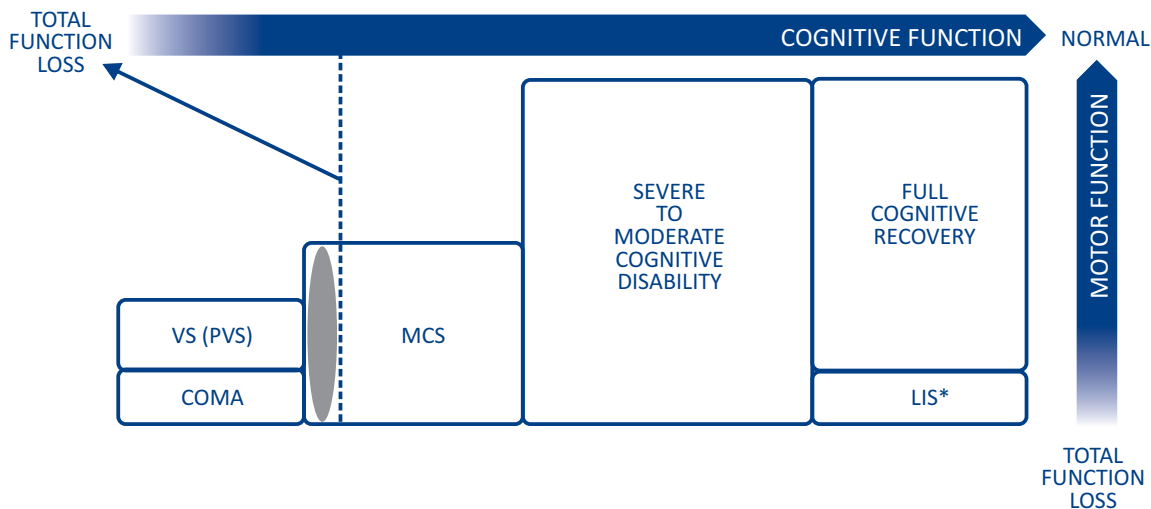 TOTAL
FUNCTION
LOSS
COGNITIVE FUNCTION
NORMAL
MOTOR FUNCTION
SEVERE
TO
MODERATE
COGNITIVE
DISABILITY
FULL
COGNITIVE
RECOVERY
VS (PVS)
MCS
COMA
LIS*
TOTAL
FUNCTION
LOSS